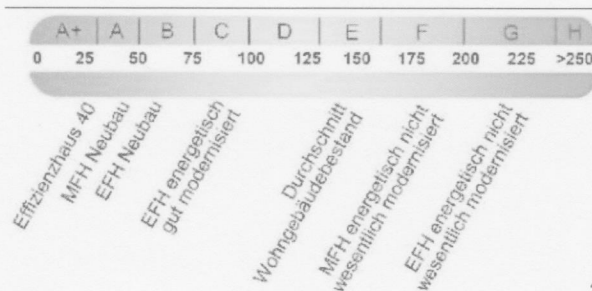 A+ A B C D E F G H
0 25 50 75 100 125 150 175 200 225 >250
Effizienzhaus 40
MFH Neubau
EFH Neubau
EFH energetisch
gut modernisiert
Durchschnitt
Wohngebäudebestand
MFH energetisch nicht
wesentlich modernisiert
EFH energetisch nicht
wesentlich modernisiert